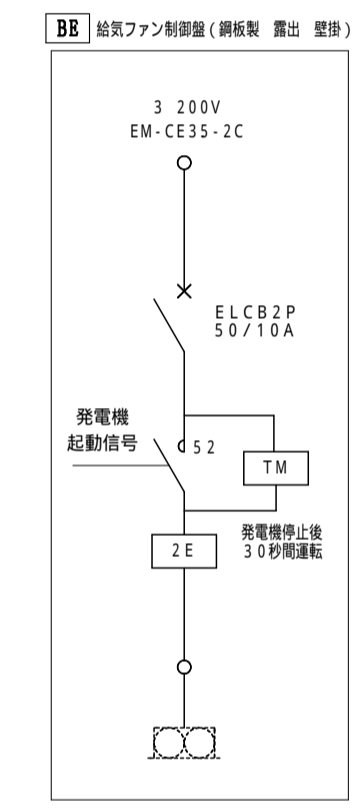 BE 給気ファン制御盤(鋼板製 露出 壁掛)
3 200V
EM-CE35-2C
ELCB2P
50/10A
発電機
起動信号
52
TM
発電機停止後
30秒間運転
2E